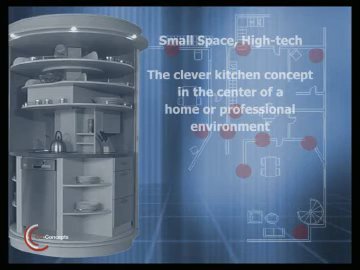 Small Space, High-tech
The clever kitchen concept
in the center of a
home or professional
environment
-Concepts